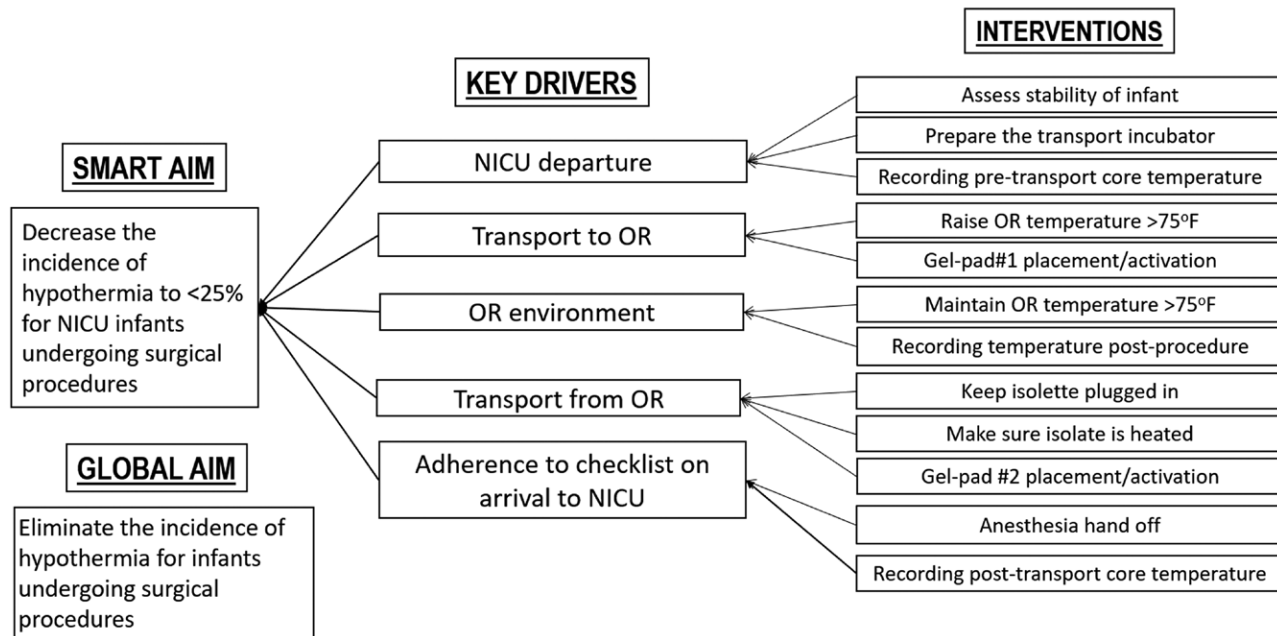 SMART AIM
Decrease the
incidence of
hypothermia to <25%
for NICU infants
undergoing surgical
procedures
GLOBAL AIM
Eliminate the incidence of
hypothermia for infants
undergoing surgical
procedures
KEY DRIVERS
NICU departure
Transport to OR
OR environment
Transport from OR
Adherence to checklist on
arrival to NICU
INTERVENTIONS
Assess stability of infant
Prepare the transport incubator
Recording pre-transport core temperature
Raise OR temperature >75°F
Gel-pad#1 placement/activation
Maintain OR temperature >75°F
Recording temperature post-procedure
Keep isolette plugged in
Make sure isolate is heated
Gel-pad #2 placement/activation
Anesthesia hand off
Recording post-transport core temperature